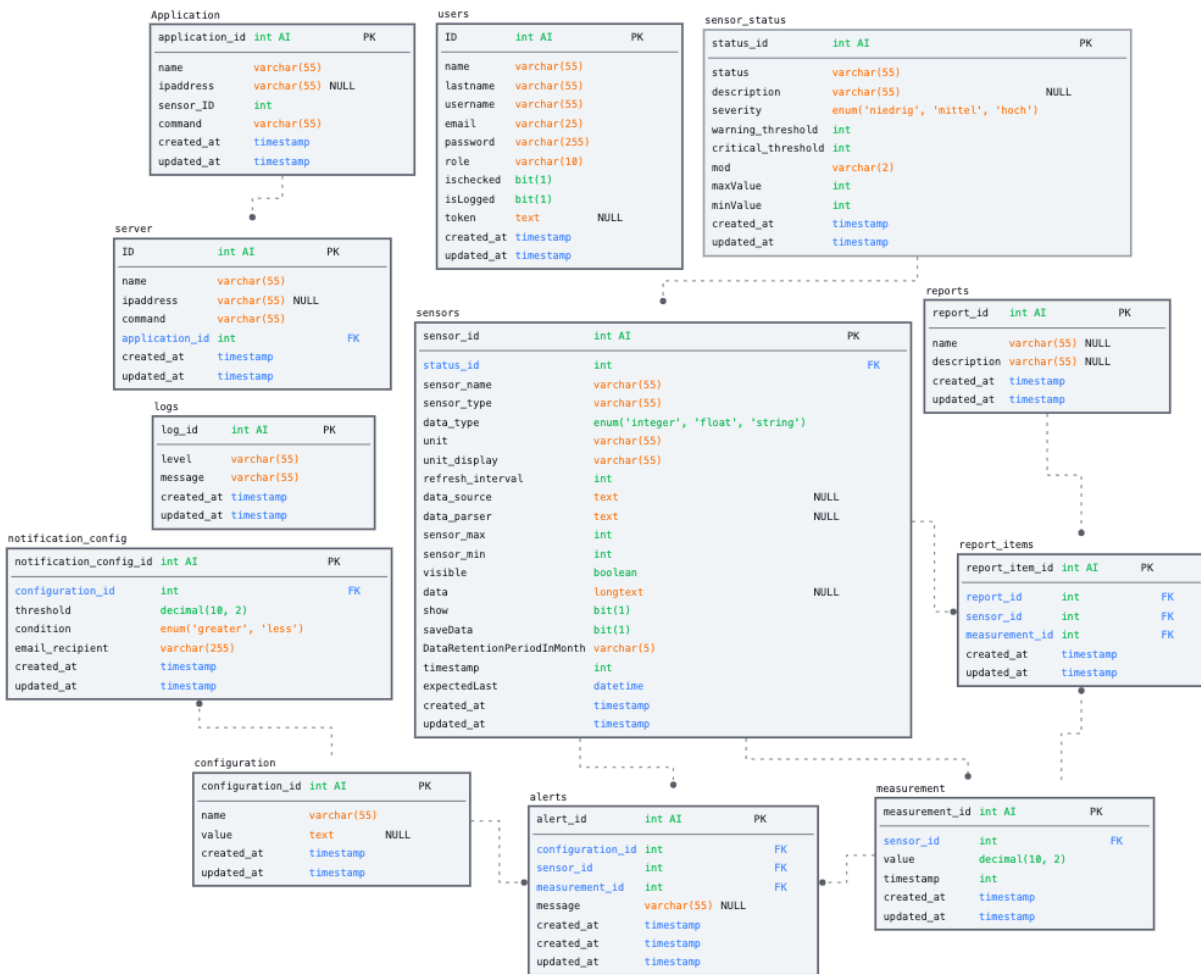 Application
application_id int AI PK
name varchar(55)
ipaddress varchar(55) NULL
sensor_ID int
command varchar(55)
created_at timestamp
updated_at timestamp
users
ID int AI PK
name varchar(55)
lastname varchar(55)
username varchar(55)
email varchar(25)
password varchar(255)
role varchar(10)
ischecked bit(1)
isLogged bit(1)
token text NULL
created_at timestamp
updated_at timestamp
sensor_status
status_id int AI PK
status varchar(55)
description varchar(55) NULL
severity enum('niedrig', 'mittel', 'hoch')
warning_threshold int
critical_threshold int
mod varchar(2)
maxValue int
minValue int
created_at timestamp
updated_at timestamp
server
ID int AI PK
name varchar(55)
ipaddress varchar(55) NULL
command varchar(55)
application_id int FK
created_at timestamp
updated_at timestamp
sensors
sensor_id int AI PK
status_id int FK
sensor_name varchar(55)
sensor_type varchar(55)
data_type enum('integer', 'float', 'string')
unit varchar(55)
unit_display varchar(55)
refresh_interval int
data_source text NULL
data_parser text NULL
sensor_max int
sensor_min int
visible boolean
data longtext NULL
show bit(1)
saveData bit(1)
DataRetentionPeriodInMonth varchar(5)
timestamp int
expectedLast datetime
created_at timestamp
updated_at timestamp
reports
report_id int AI PK
name varchar(55) NULL
description varchar(55) NULL
created_at timestamp
updated_at timestamp
logs
log_id int AI PK
level varchar(55)
message varchar(55)
created_at timestamp
updated_at timestamp
notification_config
notification_config_id int AI PK
configuration_id int FK
threshold decimal(10, 2)
condition enum('greater', 'less')
email_recipient varchar(255)
created_at timestamp
updated_at timestamp
report_items
report_item_id int AI PK
report_id int FK
sensor_id int FK
measurement_id int FK
created_at timestamp
updated_at timestamp
configuration
configuration_id int AI PK
name varchar(55)
value text NULL
created_at timestamp
updated_at timestamp
alerts
alert_id int AI PK
configuration_id int FK
sensor_id int FK
measurement_id int FK
message varchar(55) NULL
created_at timestamp
created_at timestamp
updated_at timestamp
measurement
measurement_id int AI PK
sensor_id int FK
value decimal(10, 2)
timestamp int
created_at timestamp
updated_at timestamp